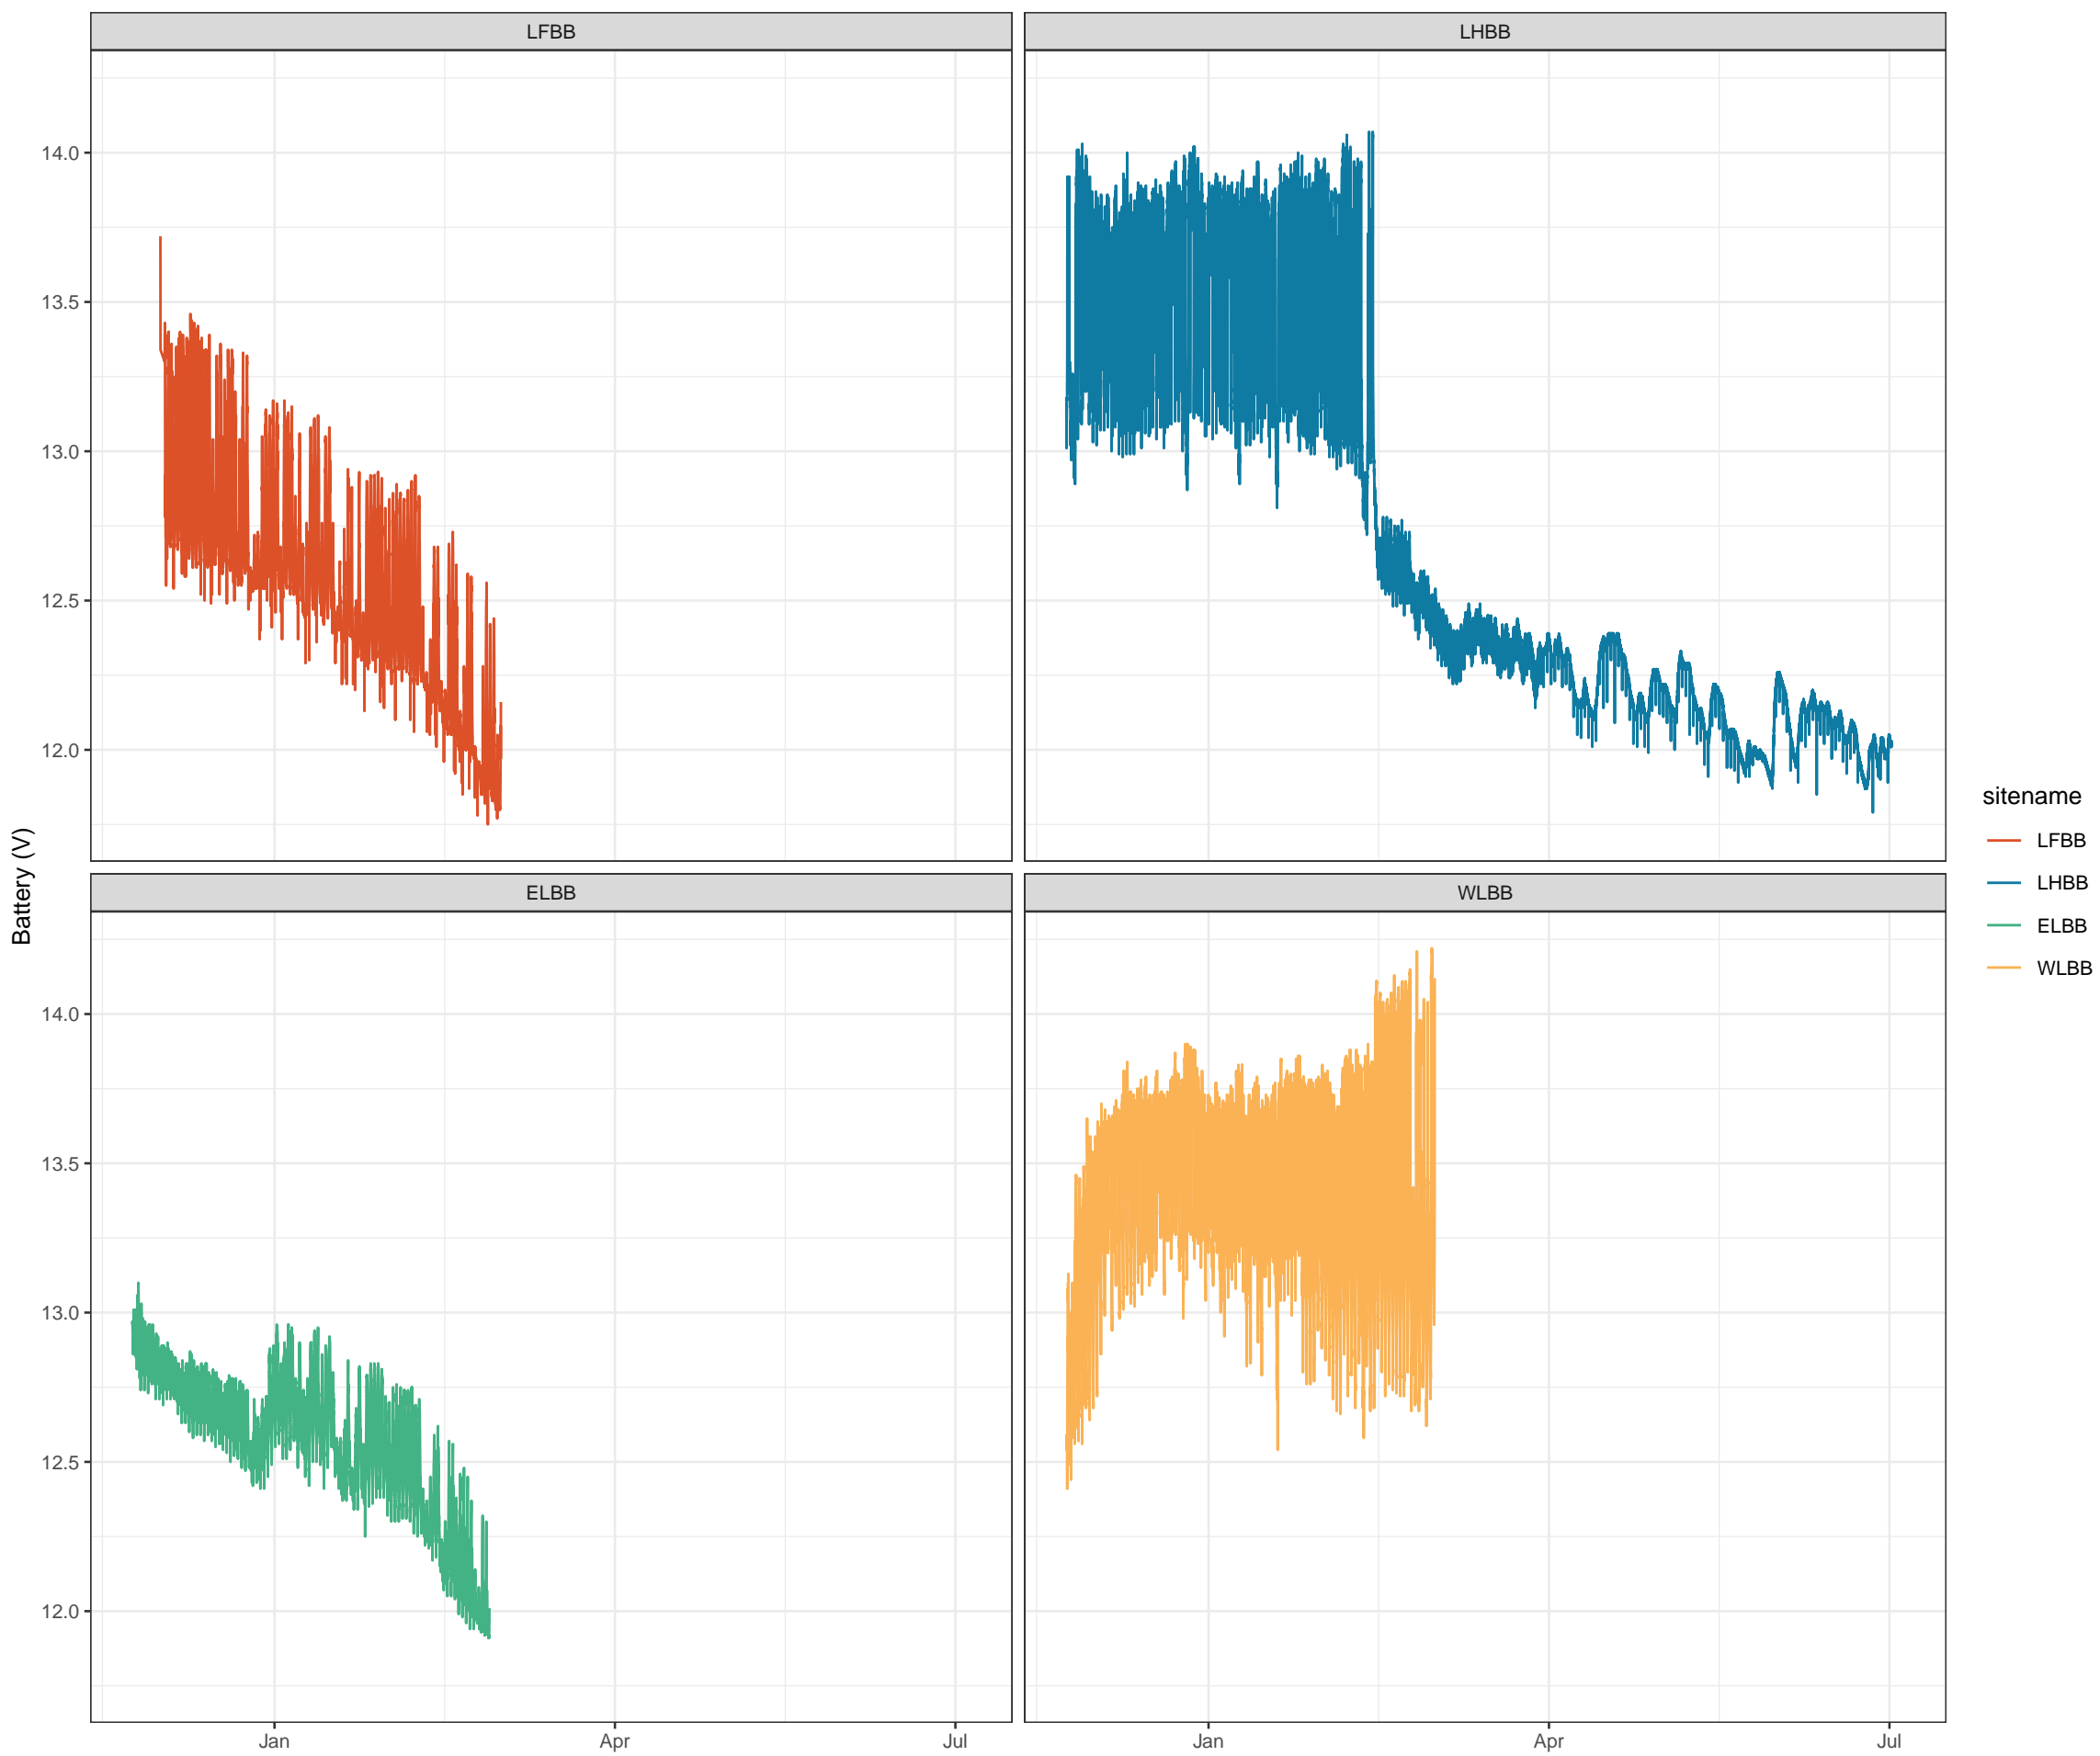 LFBB
LHBB
14.0
13.5
13.0
12.5
12.0
ELBB
WLBB
14.0
13.5
13.0
12.5
12.0
Jan
Apr
Jul
Jan
Apr
Jul
Battery (V)
sitename
LFBB
LHBB
ELBB
WLBB